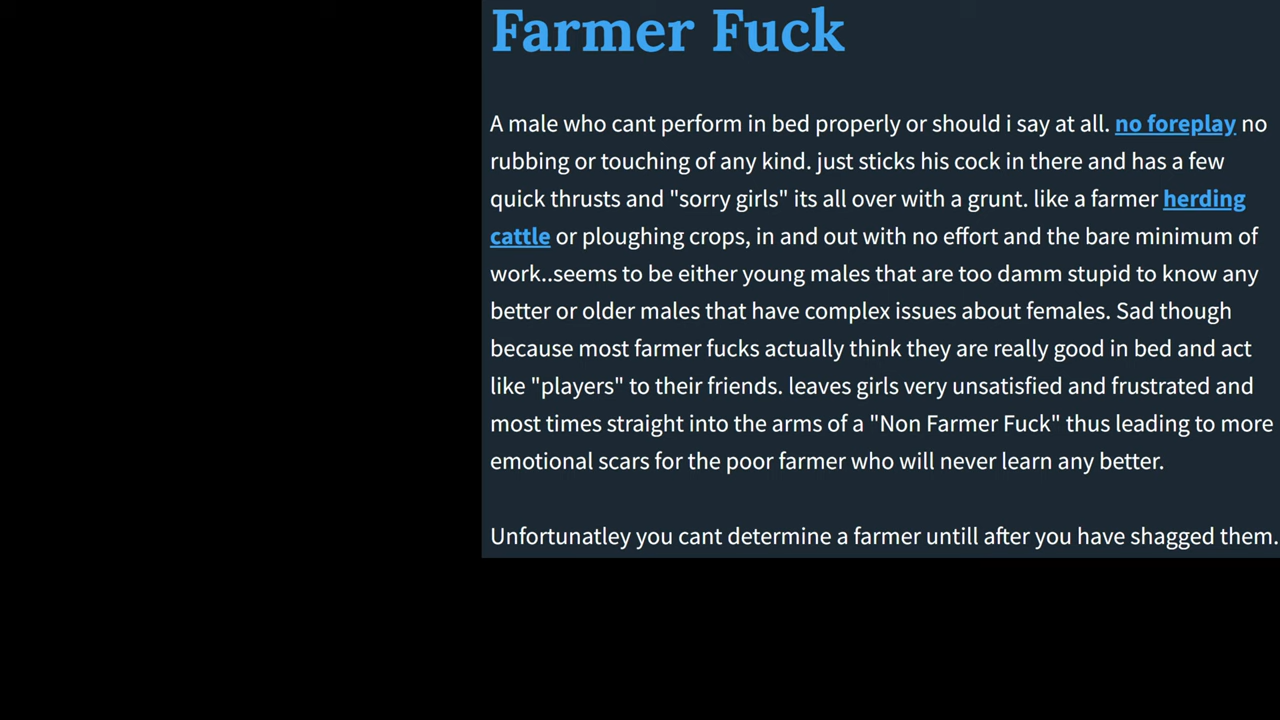 Farmer Fuck
A male who cant perform in bed properly or should i say at all. no foreplay no
rubbing or touching of any kind. just sticks his cock in there and has a few
quick thrusts and "sorry girls" its all over with a grunt. like a farmer herding
cattle or ploughing crops, in and out with no effort and the bare minimum of
work..seems to be either young males that are too damm stupid to know any
better or older males that have complex issues about females. Sad though
because most farmer fucks actually think they are really good in bed and act
like "players" to their friends. leaves girls very unsatisfied and frustrated and
most times straight into the arms of a "Non Farmer Fuck" thus leading to more
emotional scars for the poor farmer who will never learn any better.
Unfortunatley you cant determine a farmer untill after you have shagged them.